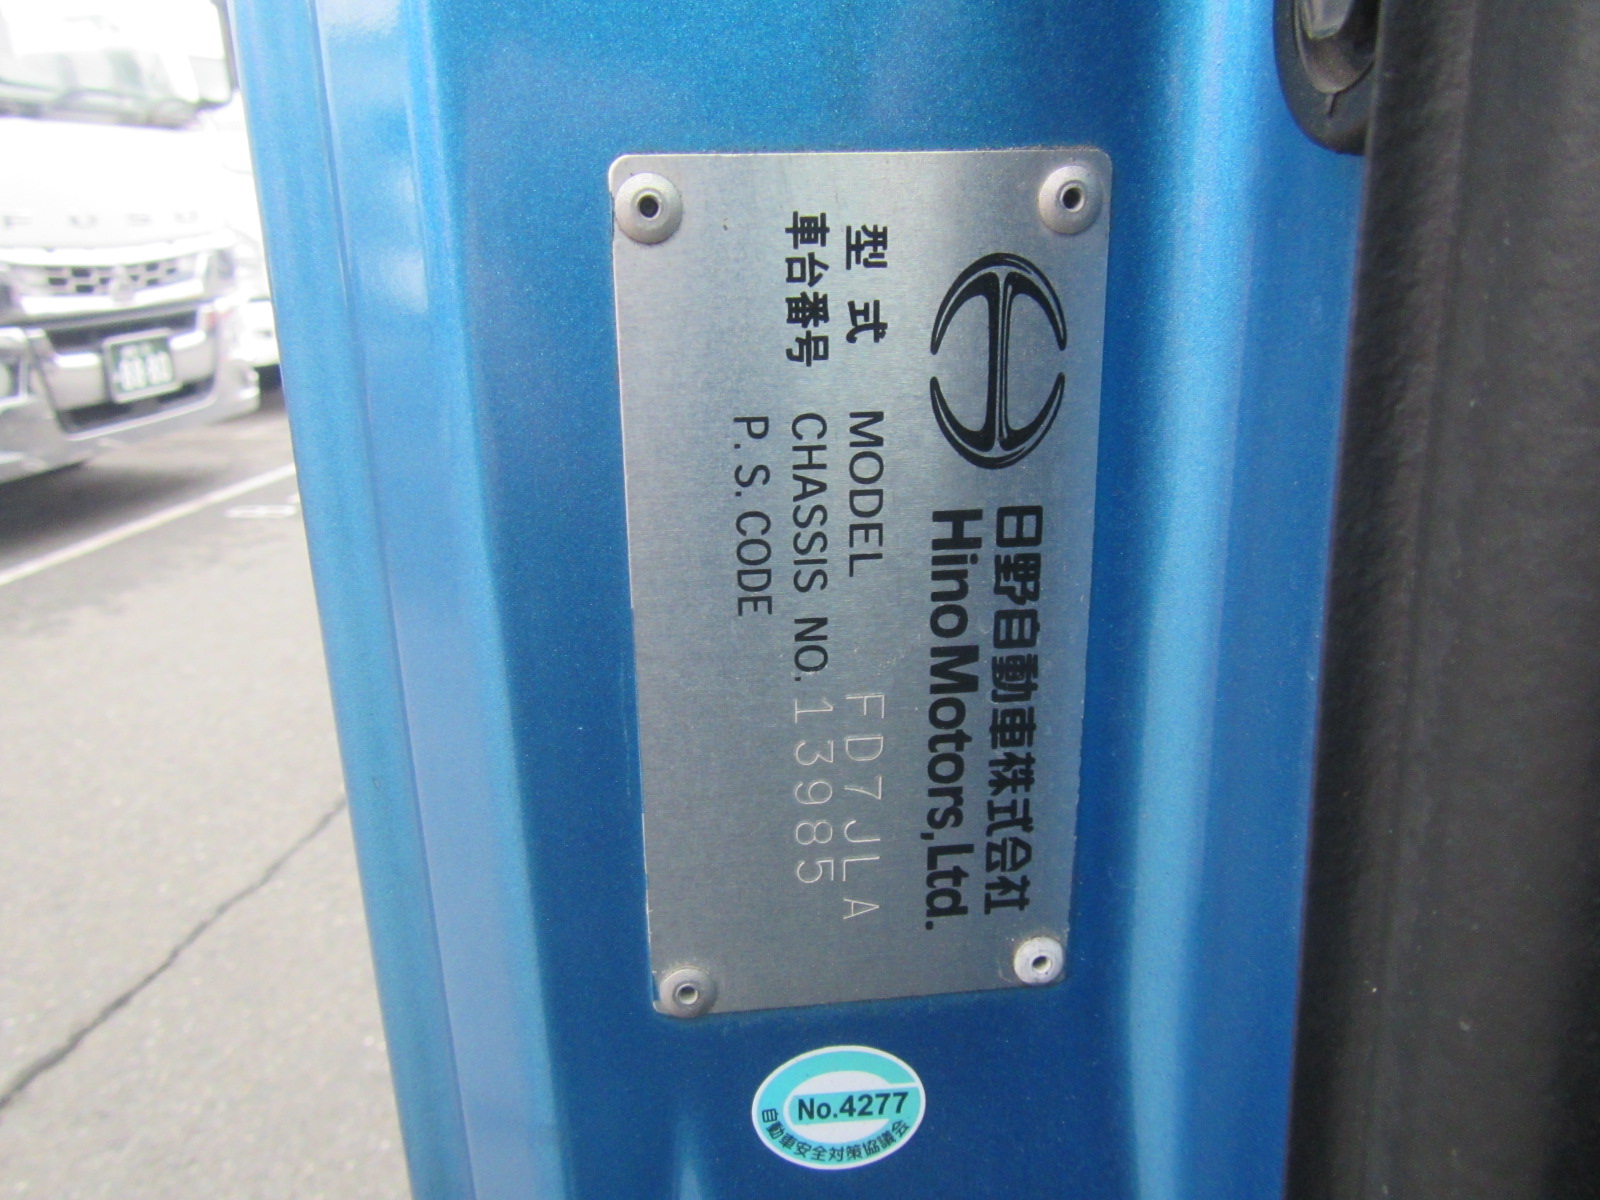 日野自動車株式会社
Hino Motors,Ltd.
型式 MODEL FD7JLA
車台番号 CHASSIS NO. 13985
P.S.CODE
No.4277
自動車安全対策協議会
FUSO